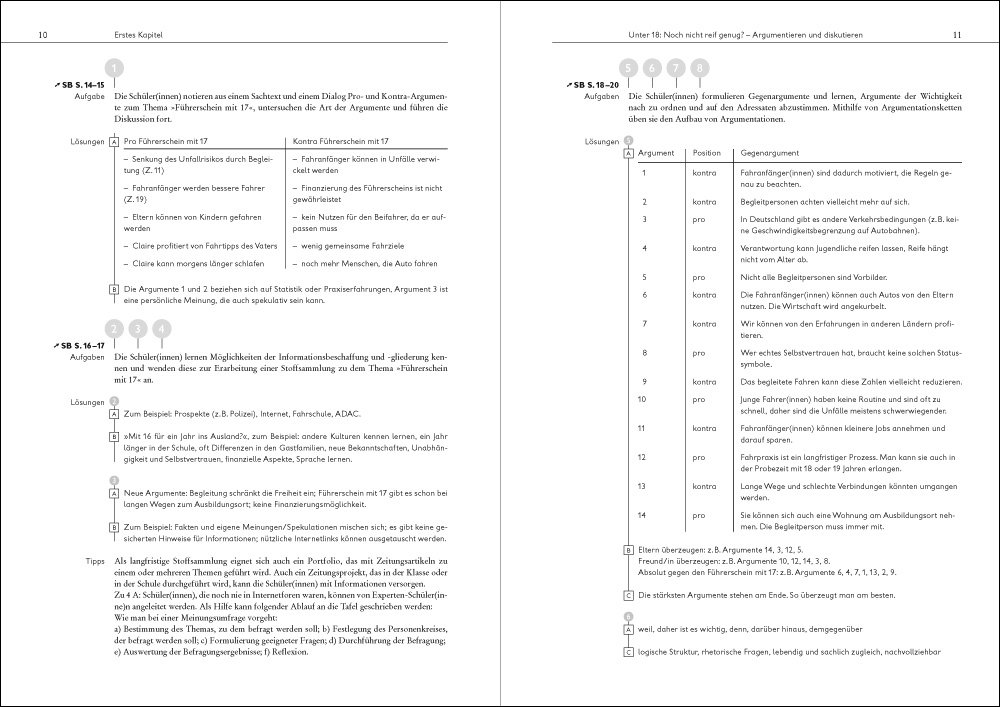 10
Erstes Kapitel
1
↗ SB S. 14–15
Aufgabe
Die Schüler(innen) notieren aus einem Sachtext und einem Dialog Pro- und Kontra-Argumen-
te zum Thema »Führerschein mit 17«, untersuchen die Art der Argumente und führen die
Diskussion fort.
Lösungen
A
Pro Führerschein mit 17
Kontra Führerschein mit 17
– Senkung des Unfallrisikos durch Beglei-
tung (Z. 11)
– Fahranfänger können in Unfälle verwi-
ckelt werden
– Fahranfänger werden bessere Fahrer
(Z. 19)
– Finanzierung des Führerscheins ist nicht
gewährleistet
– Eltern können von Kindern gefahren
werden
– kein Nutzen für den Beifahrer, da er auf-
passen muss
– Claire profitiert von Fahrtipps des Vaters
– wenig gemeinsame Fahrziele
– Claire kann morgens länger schlafen
– noch mehr Menschen, die Auto fahren
B
Die Argumente 1 und 2 beziehen sich auf Statistik oder Praxiserfahrungen, Argument 3 ist
eine persönliche Meinung, die auch spekulativ sein kann.
2 3 4
↗ SB S. 16–17
Aufgaben
Die Schüler(innen) lernen Möglichkeiten der Informationsbeschaffung und -gliederung ken-
nen und wenden diese zur Erarbeitung einer Stoffsammlung zu dem Thema »Führerschein
mit 17« an.
Lösungen
2
A
Zum Beispiel: Prospekte (z. B. Polizei), Internet, Fahrschule, ADAC.
B
»Mit 16 für ein Jahr ins Ausland?«, zum Beispiel: andere Kulturen kennen lernen, ein Jahr
länger in der Schule, oft Differenzen in den Gastfamilien, neue Bekanntschaften, Unabhän-
gigkeit und Selbstvertrauen, finanzielle Aspekte, Sprache lernen.
3
A
Neue Argumente: Begleitung schränkt die Freiheit ein; Führerschein mit 17 gibt es schon bei
langen Wegen zum Ausbildungsort; keine Finanzierungsmöglichkeit.
B
Zum Beispiel: Fakten und eigene Meinungen/Spekulationen mischen sich; es gibt keine ge-
sicherten Hinweise für Informationen; nützliche Internetlinks können ausgetauscht werden.
Tipps
Als langfristige Stoffsammlung eignet sich auch ein Portfolio, das mit Zeitungsartikeln zu
einem oder mehreren Themen geführt wird. Auch ein Zeitungsprojekt, das in der Klasse oder
in der Schule durchgeführt wird, kann die Schüler(innen) mit Informationen versorgen.
Zu 4 A: Schüler(innen), die noch nie in Internetforen waren, können von Experten-Schüler(in-
ne)n angeleitet werden. Als Hilfe kann folgender Ablauf an die Tafel geschrieben werden:
Wie man bei einer Meinungsumfrage vorgeht:
a) Bestimmung des Themas, zu dem befragt werden soll; b) Festlegung des Personenkreises,
der befragt werden soll; c) Formulierung geeigneter Fragen; d) Durchführung der Befragung;
e) Auswertung der Befragungsergebnisse; f) Reflexion.
Unter 18: Noch nicht reif genug? – Argumentieren und diskutieren
11
5 6 7 8
↗ SB S. 18–20
Aufgaben
Die Schüler(innen) formulieren Gegenargumente und lernen, Argumente der Wichtigkeit
nach zu ordnen und auf den Adressaten abzustimmen. Mithilfe von Argumentationsketten
üben sie den Aufbau von Argumentationen.
Lösungen
5
A
Argument Position Gegenargument
1 kontra Fahranfänger(innen) sind dadurch motiviert, die Regeln ge-
nau zu beachten.
2 kontra Begleitpersonen achten vielleicht mehr auf sich.
3 pro In Deutschland gibt es andere Verkehrsbedingungen (z. B. kei-
ne Geschwindigkeitsbegrenzung auf Autobahnen).
4 kontra Verantwortung kann Jugendliche reifen lassen, Reife hängt
nicht vom Alter ab.
5 pro Nicht alle Begleitpersonen sind Vorbilder.
6 kontra Die Fahranfänger(innen) können auch Autos von den Eltern
nutzen. Die Wirtschaft wird angekurbelt.
7 kontra Wir können von den Erfahrungen in anderen Ländern profi-
tieren.
8 pro Wer echtes Selbstvertrauen hat, braucht keine solchen Status-
symbole.
9 kontra Das begleitete Fahren kann diese Zahlen vielleicht reduzieren.
10 pro Junge Fahrer(innen) haben keine Routine und sind oft zu
schnell, daher sind die Unfälle meistens schwerwiegender.
11 kontra Fahranfänger(innen) können kleinere Jobs annehmen und
darauf sparen.
12 pro Fahrpraxis ist ein langfristiger Prozess. Man kann sie auch in
der Probezeit mit 18 oder 19 Jahren erlangen.
13 kontra Lange Wege und schlechte Verbindungen könnten umgangen
werden.
14 pro Sie können sich auch eine Wohnung am Ausbildungsort neh-
men. Die Begleitperson muss immer mit.
B
Eltern überzeugen: z. B. Argumente 14, 3, 12, 5.
Freund/in überzeugen: z. B. Argumente 10, 12, 14, 3, 8.
Absolut gegen den Führerschein mit 17: z. B. Argumente 6, 4, 7, 1, 13, 2, 9.
C
Die stärksten Argumente stehen am Ende. So überzeugt man am besten.
6
A
weil, daher ist es wichtig, denn, darüber hinaus, demgegenüber
C
logische Struktur, rhetorische Fragen, lebendig und sachlich zugleich, nachvollziehbar